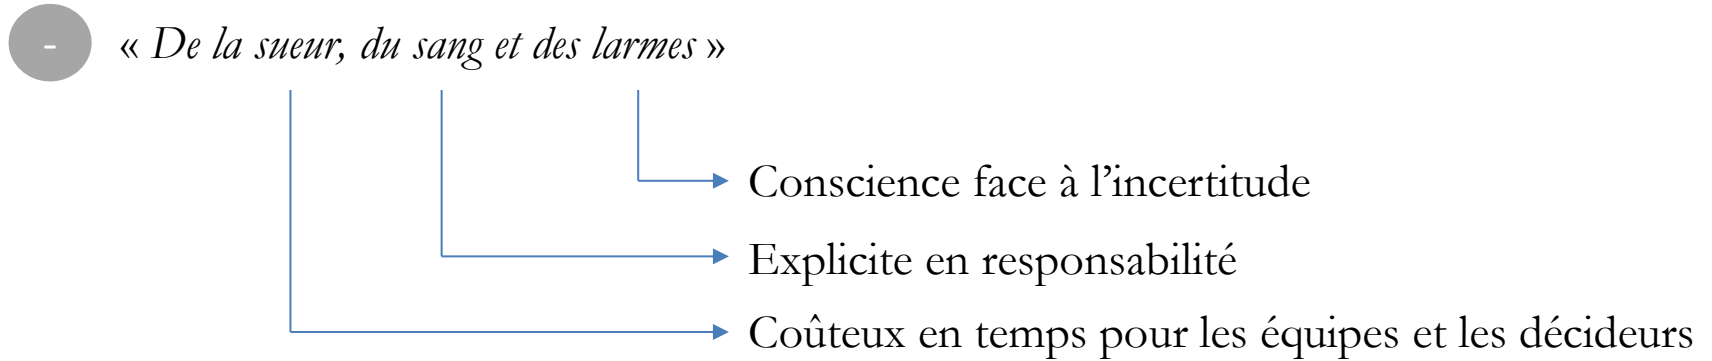 - « De la sueur, du sang et des larmes »
Conscience face à l’incertitude
Explicite en responsabilité
Coûteux en temps pour les équipes et les décideurs